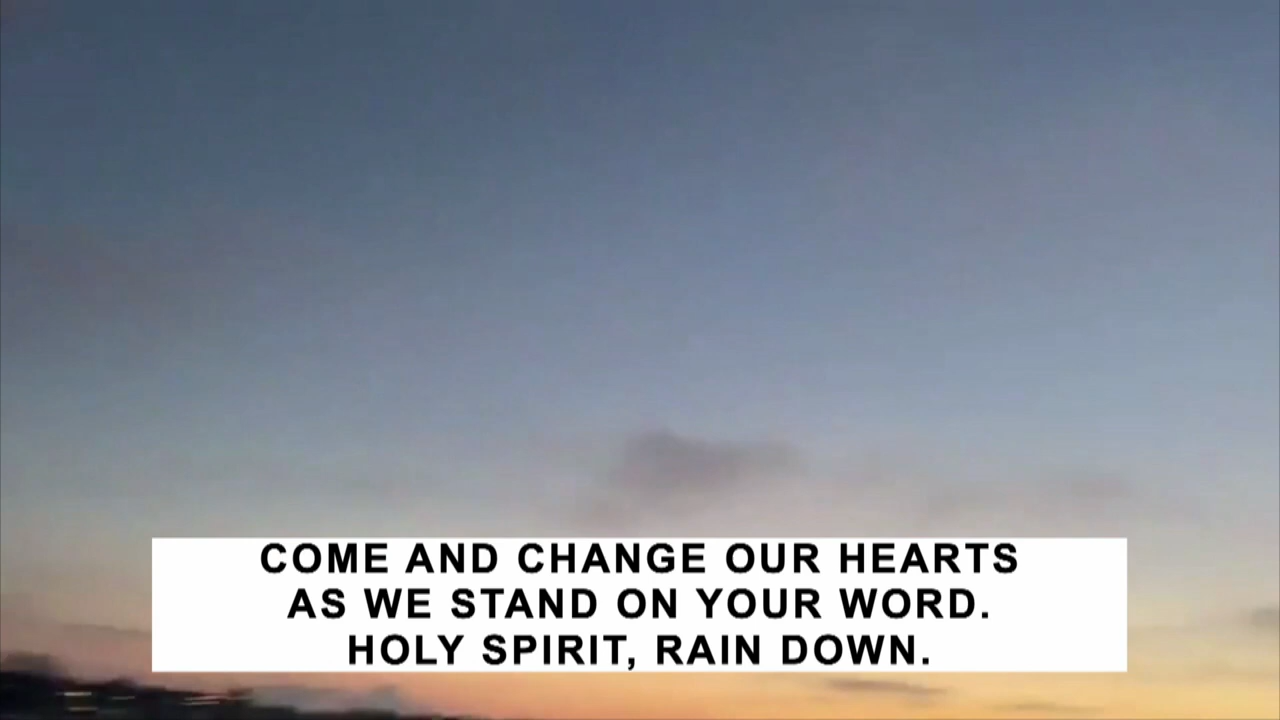 COME AND CHANGE OUR HEARTS
AS WE STAND ON YOUR WORD.
HOLY SPIRIT, RAIN DOWN.